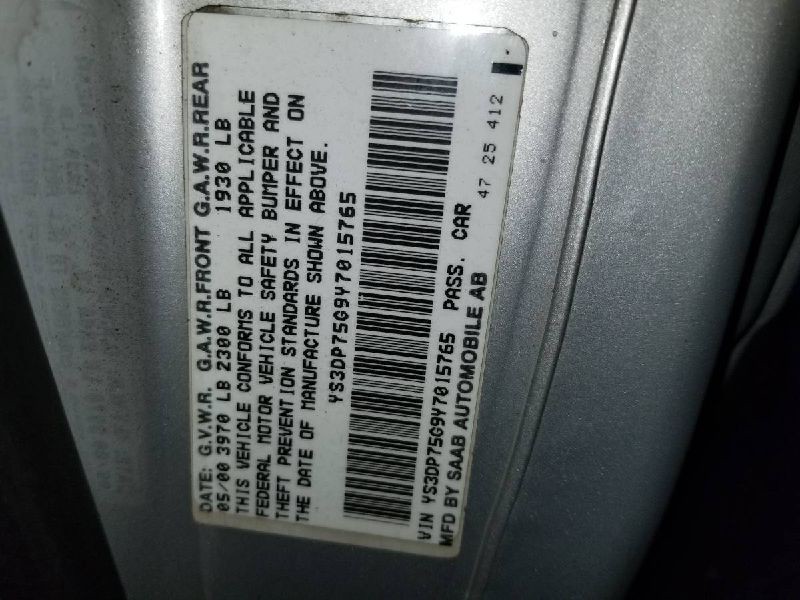 DATE: G.V.W.R. G.A.W.R.FRONT G.A.W.R.REAR
05/00 3970 LB 2300 LB 1930 LB
THIS VEHICLE CONFORMS TO ALL APPLICABLE
FEDERAL MOTOR VEHICLE SAFETY BUMPER AND
THEFT PREVENTION STANDARDS IN EFFECT ON
THE DATE OF MANUFACTURE SHOWN ABOVE.
YS3DP75G9Y7015765
VIN YS3DP75G9Y7015765 PASS. CAR
MFD BY SAAB AUTOMOBILE AB
47 25 412